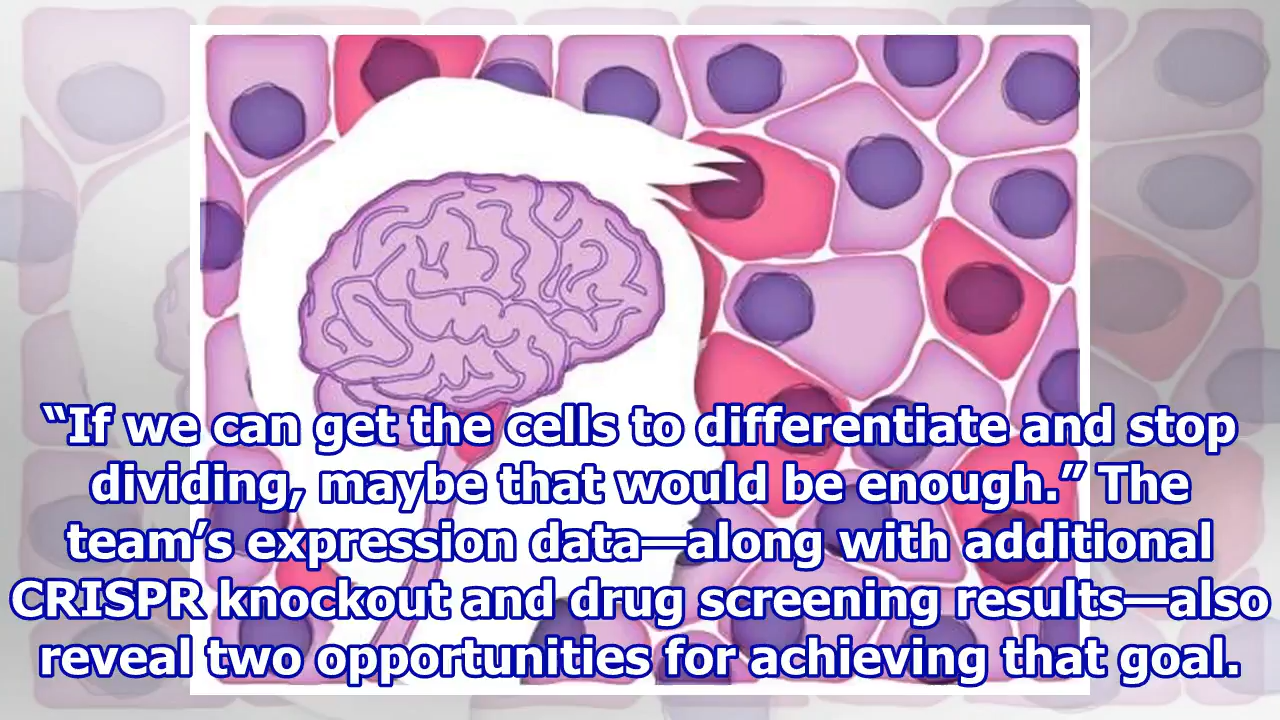 “If we can get the cells to differentiate and stop
dividing, maybe that would be enough.” The
team’s expression data—along with additional
CRISPR knockout and drug screening results—also
reveal two opportunities for achieving that goal.